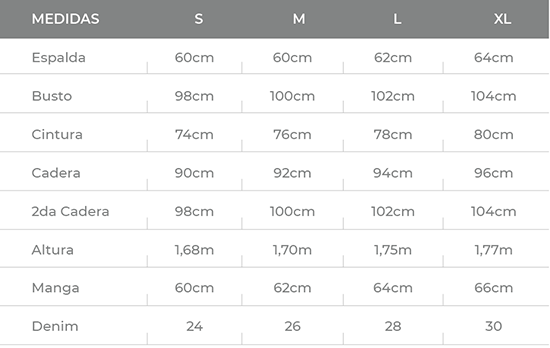 MEDIDAS S M L XL
Espalda 60cm 60cm 62cm 64cm
Busto 98cm 100cm 102cm 104cm
Cintura 74cm 76cm 78cm 80cm
Cadera 90cm 92cm 94cm 96cm
2da Cadera 98cm 100cm 102cm 104cm
Altura 1,68m 1,70m 1,75m 1,77m
Manga 60cm 62cm 64cm 66cm
Denim 24 26 28 30